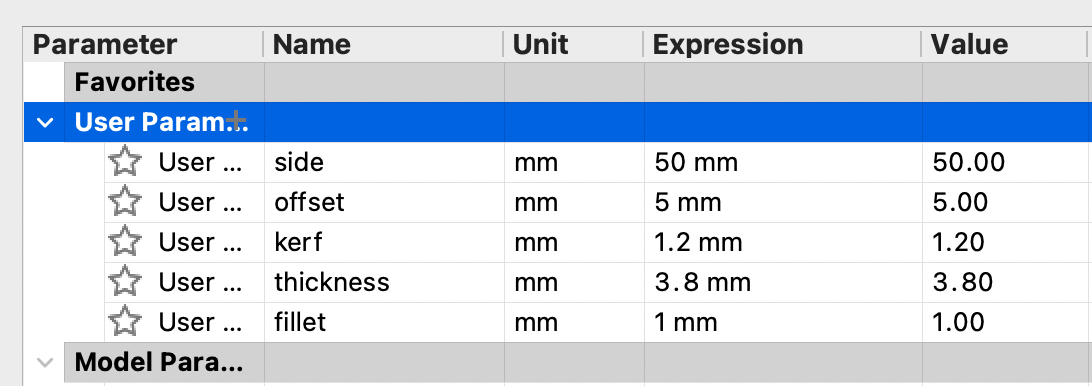 Parameter Name Unit Expression Value
Favorites
User Param...
User ... side mm 50 mm 50.00
User ... offset mm 5 mm 5.00
User ... kerf mm 1.2 mm 1.20
User ... thickness mm 3.8 mm 3.80
User ... fillet mm 1 mm 1.00
Model Para...